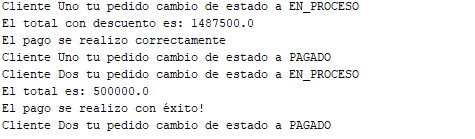 Cliente Uno tu pedido cambio de estado a EN_PROCESO
El total con descuento es: 1487500.0
El pago se realizo correctamente
Cliente Uno tu pedido cambio de estado a PAGADO
Cliente Dos tu pedido cambio de estado a EN_PROCESO
El total es: 500000.0
El pago se realizo con éxito!
Cliente Dos tu pedido cambio de estado a PAGADO